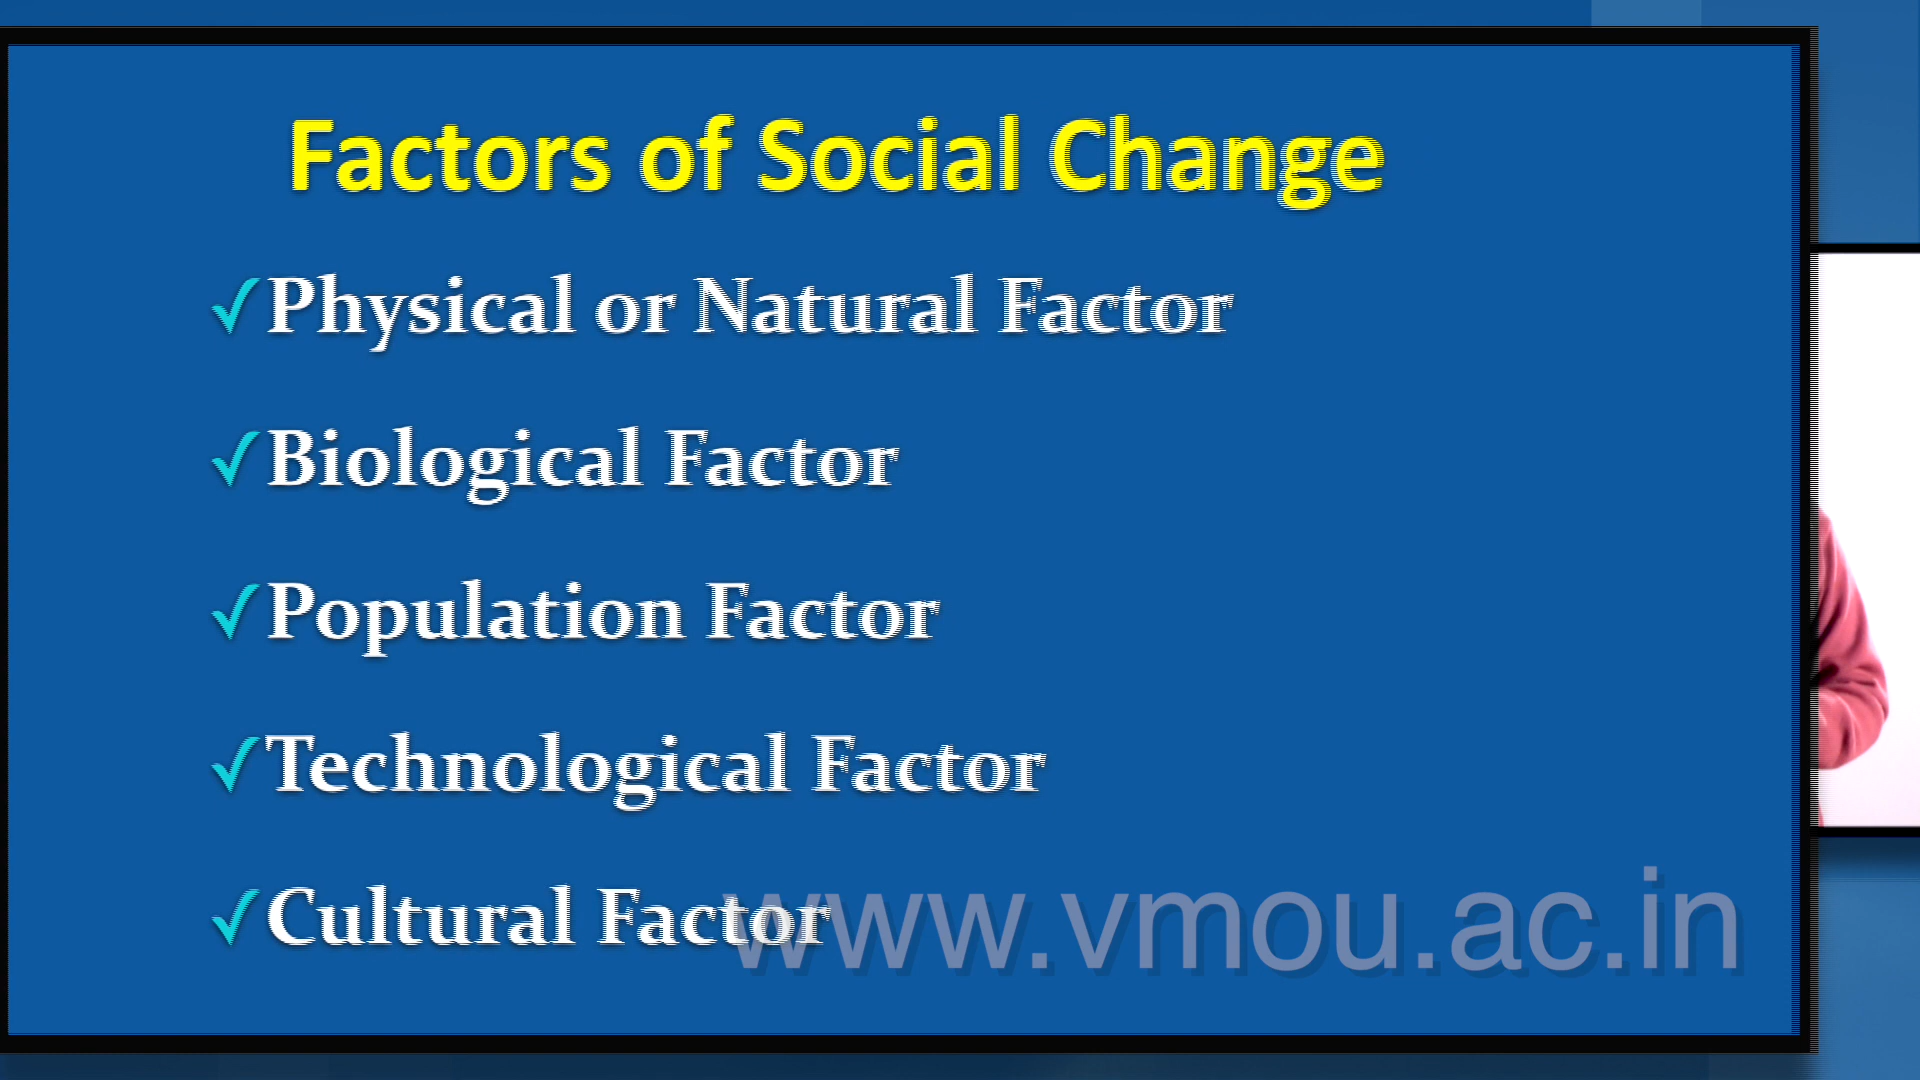 Factors of Social Change
✓Physical or Natural Factor
✓Biological Factor
✓Population Factor
✓Technological Factor
✓Cultural Factor
www.vmou.ac.in